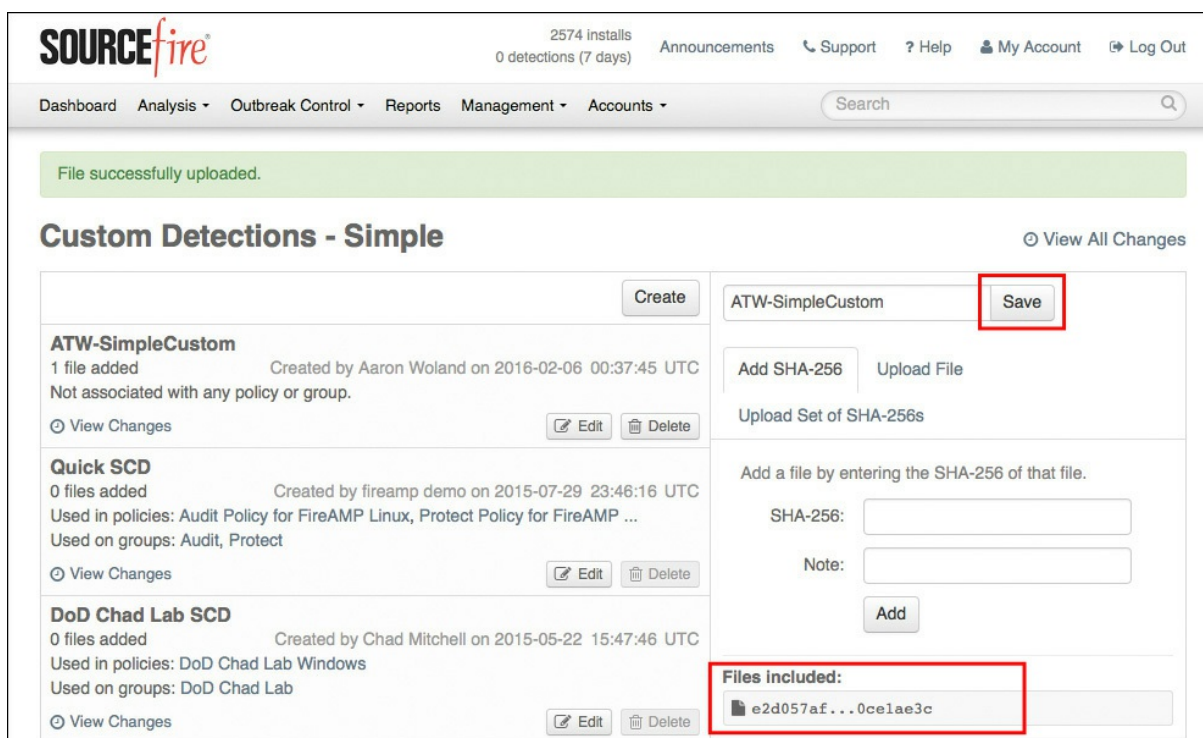 SOURCEfire®
2574 installs
0 detections (7 days)
Announcements Support ? Help My Account Log Out
Dashboard Analysis Outbreak Control Reports Management Accounts
Search
File successfully uploaded.
Custom Detections - Simple
View All Changes
Create
ATW-SimpleCustom
1 file added Created by Aaron Woland on 2016-02-06 00:37:45 UTC
Not associated with any policy or group.
View Changes Edit Delete
Quick SCD
0 files added Created by fireamp demo on 2015-07-29 23:46:16 UTC
Used in policies: Audit Policy for FireAMP Linux, Protect Policy for FireAMP ...
Used on groups: Audit, Protect
View Changes Edit Delete
DoD Chad Lab SCD
0 files added Created by Chad Mitchell on 2015-05-22 15:47:46 UTC
Used in policies: DoD Chad Lab Windows
Used on groups: DoD Chad Lab
View Changes Edit Delete
ATW-SimpleCustom Save
Add SHA-256 Upload File
Upload Set of SHA-256s
Add a file by entering the SHA-256 of that file.
SHA-256:
Note:
Add
Files included:
e2d057af...0ce1ae3c